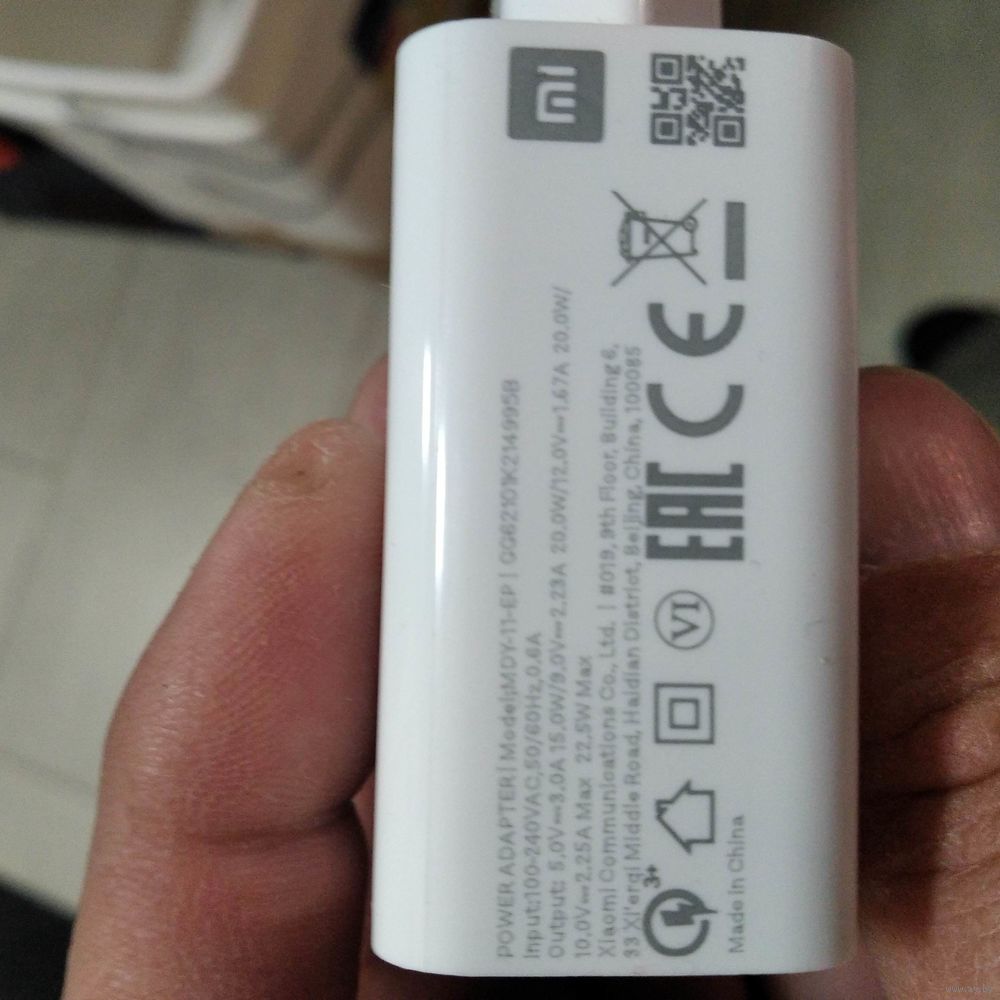 mi
POWER ADAPTER | Model:MDY-11-EP | GG62101K21499958
Input:100-240VAC,50/60Hz,0.6A
Output: 5.0V⎓3.0A 15.0W/9.0V⎓2.23A 20.0W/12.0V⎓1.67A 20.0W/
10.0V⎓2.25A Max 22.5W Max
Xiaomi Communications Co., Ltd. | #019, 9th Floor, Building 6,
33 Xi'erqi Middle Road, Haidian District, Beijing, China, 100085
3+
VI
EAC
CE
Made in China